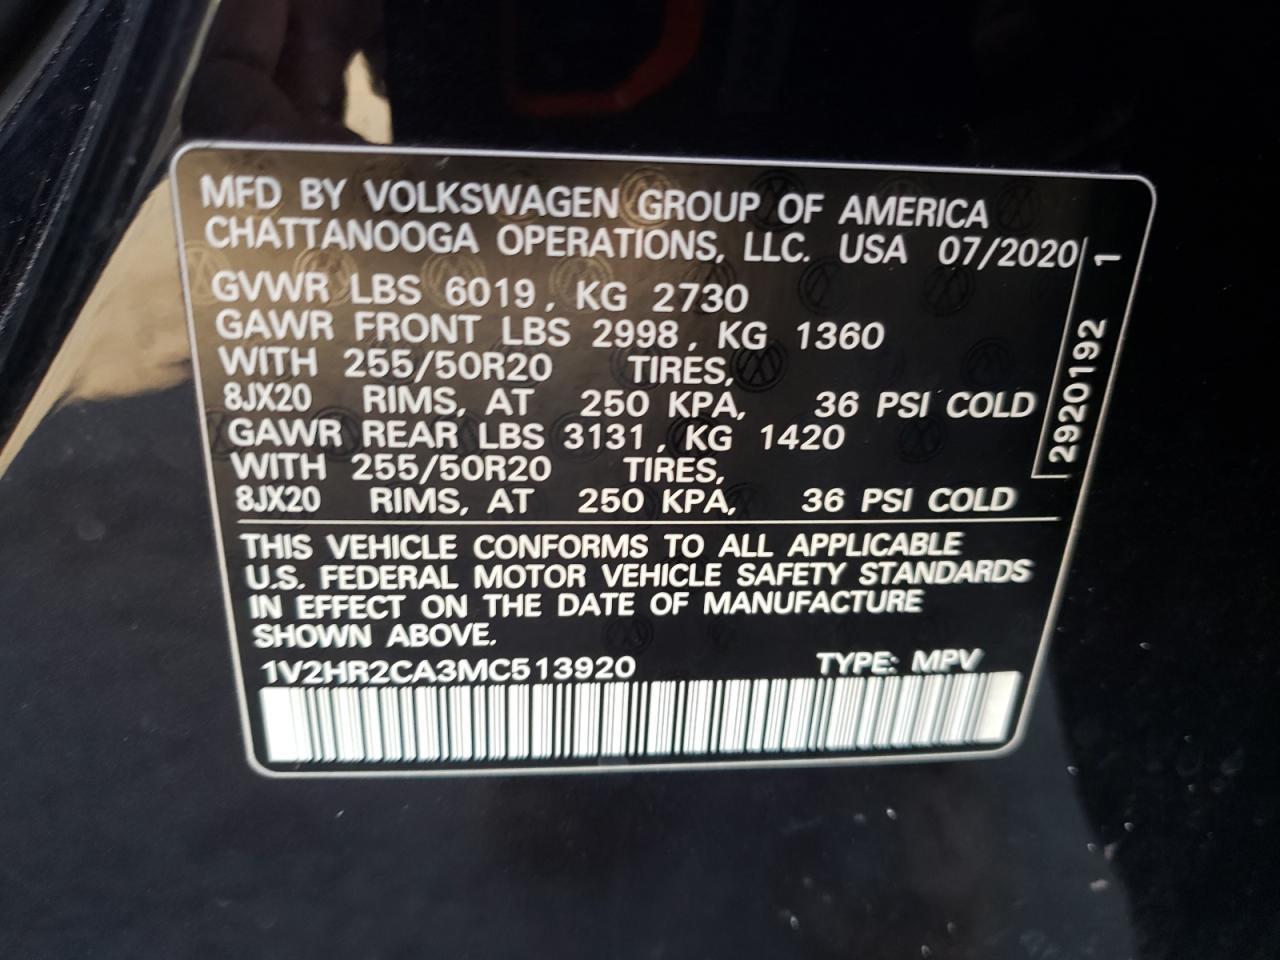 MFD BY VOLKSWAGEN GROUP OF AMERICA
CHATTANOOGA OPERATIONS, LLC. USA 07/2020
GVWR LBS 6019, KG 2730
GAWR FRONT LBS 2998, KG 1360
WITH 255/50R20 TIRES,
8JX20 RIMS, AT 250 KPA, 36 PSI COLD
GAWR REAR LBS 3131, KG 1420
WITH 255/50R20 TIRES,
8JX20 RIMS, AT 250 KPA, 36 PSI COLD
2920192 1
THIS VEHICLE CONFORMS TO ALL APPLICABLE
U.S. FEDERAL MOTOR VEHICLE SAFETY STANDARDS
IN EFFECT ON THE DATE OF MANUFACTURE
SHOWN ABOVE.
1V2HR2CA3MC513920 TYPE: MPV